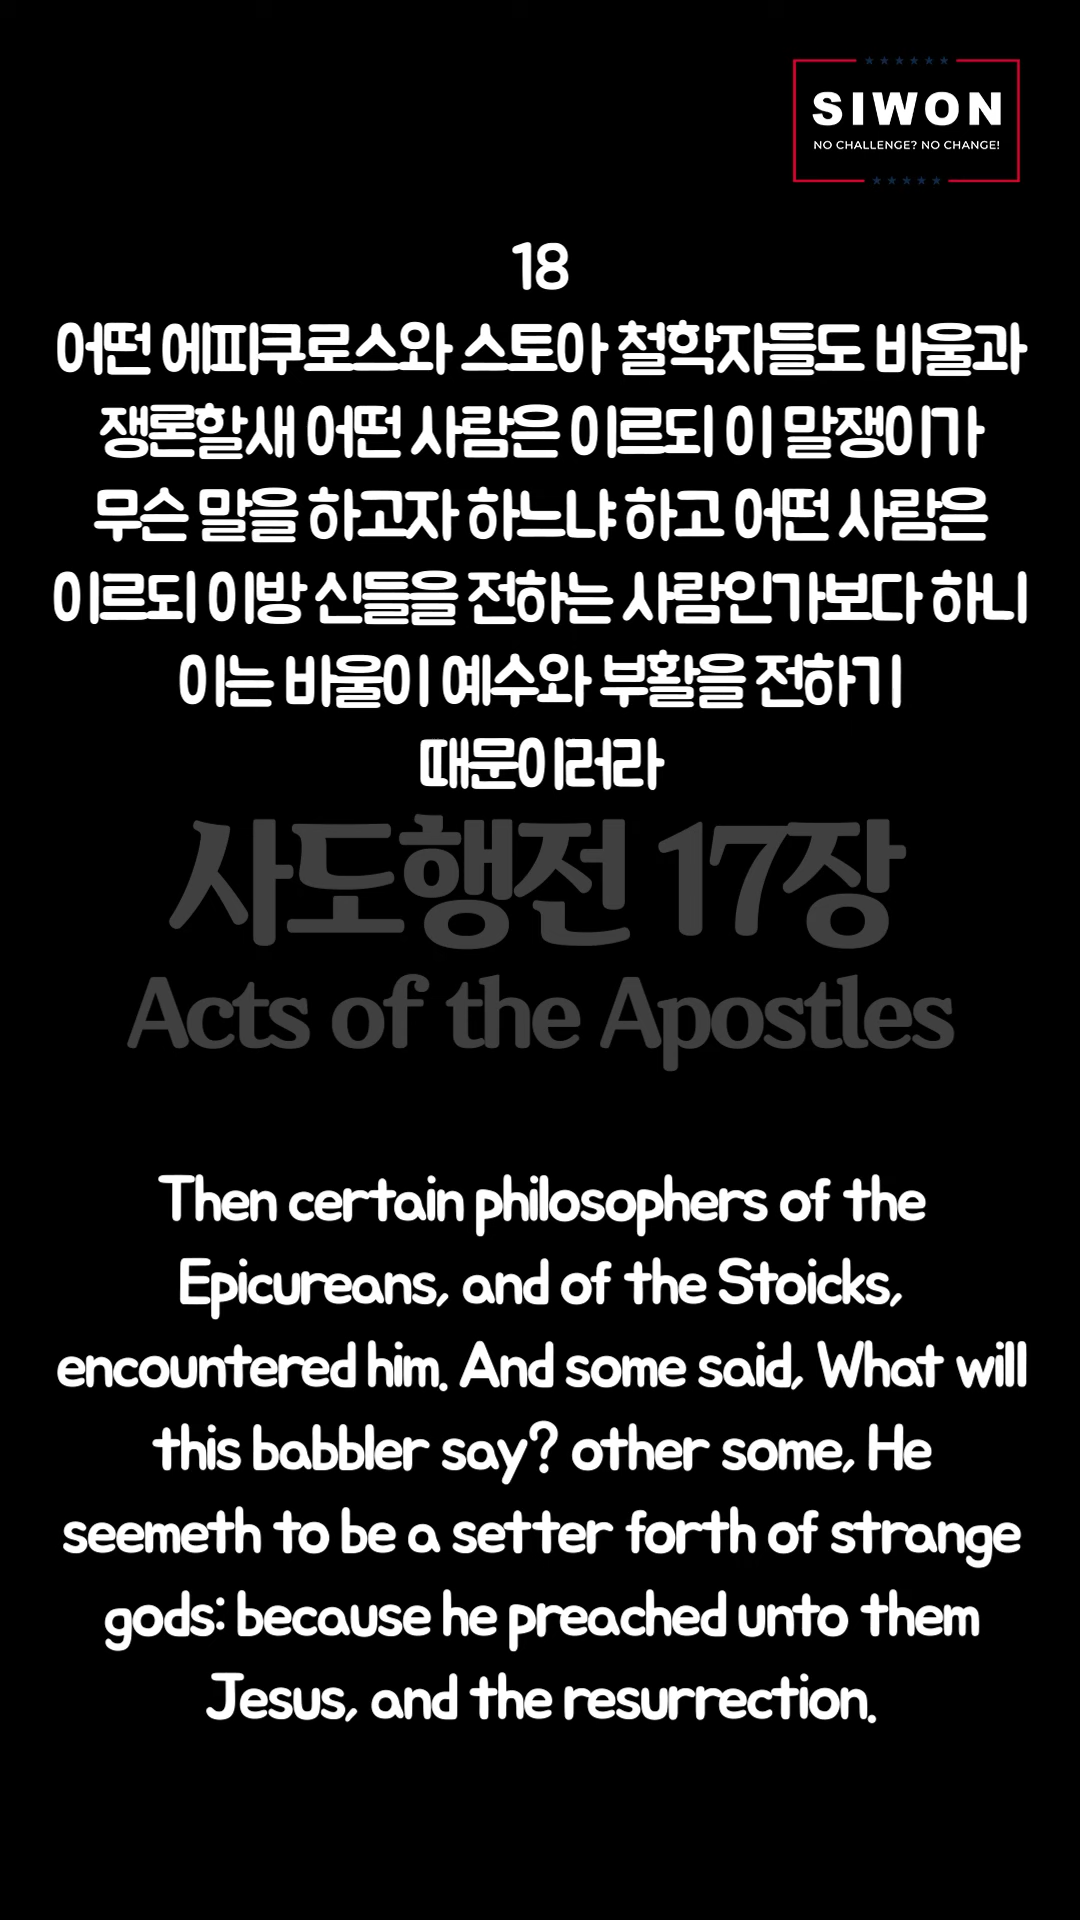 SIWON
NO CHALLENGE? NO CHANGE!
18
어떤 에피쿠로스와 스토아 철학자들도 바울과
쟁론할새 어떤 사람은 이르되 이 말쟁이가
무슨 말을 하고자 하느냐 하고 어떤 사람은
이르되 이방 신들을 전하는 사람인가보다 하니
이는 바울이 예수와 부활을 전하기
때문이러라
사도행전 17장
Acts of the Apostles
Then certain philosophers of the
Epicureans, and of the Stoicks,
encountered him. And some said, What will
this babbler say? other some, He
seemeth to be a setter forth of strange
gods: because he preached unto them
Jesus, and the resurrection.